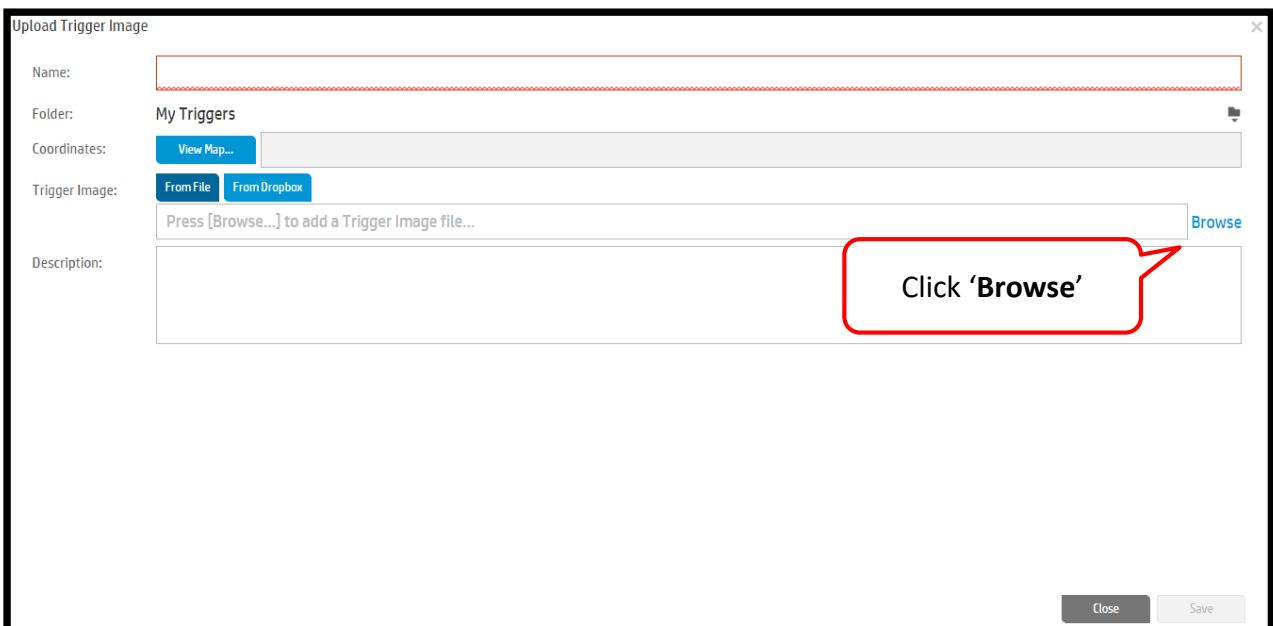 Upload Trigger Image
Name:
Folder: My Triggers
Coordinates: View Map...
Trigger Image: From File From Dropbox
Press [Browse...] to add a Trigger Image file... Browse
Description:
Click ‘Browse’
Close Save